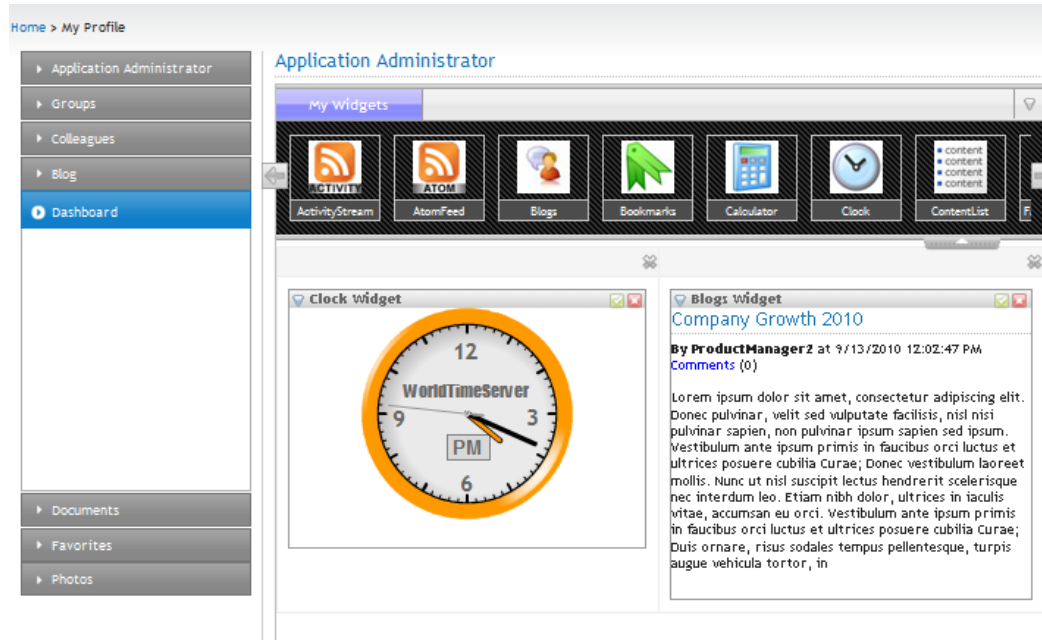 Home > My Profile
Application Administrator
Groups
Colleagues
Blog
Dashboard
Documents
Favorites
Photos
Application Administrator
My Widgets
ACTIVITY
ATOM
• content
• content
• content
• content
ActivityStream
AtomFeed
Blogs
Bookmarks
Calculator
Clock
ContentList
F
Clock Widget
12
WorldTimeServer
9
3
PM
6
Blogs Widget
Company Growth 2010
By ProductManager2 at 9/13/2010 12:02:47 PM
Comments (0)
Lorem ipsum dolor sit amet, consectetur adipiscing elit.
Donec pulvinar, velit sed vulputate facilisis, nisl nisi
pulvinar sapien, non pulvinar ipsum sapien sed ipsum.
Vestibulum ante ipsum primis in faucibus orci luctus et
ultrices posuere cubilia Curae; Donec vestibulum laoreet
mollis. Nunc ut nisl suscipit lectus hendrerit scelerisque
nec interdum leo. Etiam nibh dolor, ultrices in iaculis
vitae, accumsan eu orci. Vestibulum ante ipsum primis
in faucibus orci luctus et ultrices posuere cubilia Curae;
Duis ornare, risus sodales tempus pellentesque, turpis
augue vehicula tortor, in